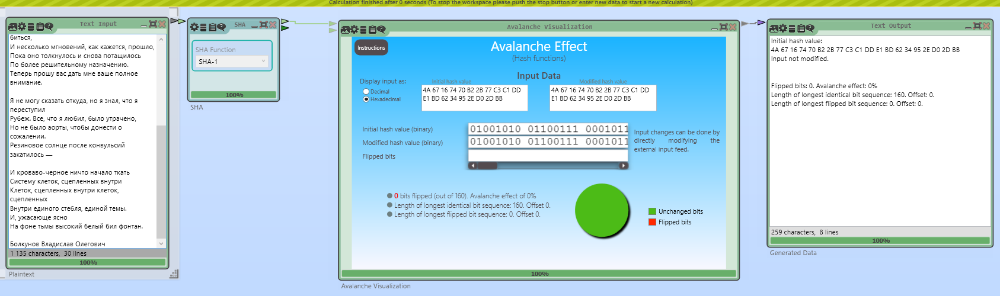 Calculation finished after 0 seconds (To stop the workspace please push the stop button or enter new data to start a new calculation)
Text Input
биться,
И несколько мгновений, как кажется, прошло,
Пока оно толкнулось и снова потащилось
По более решительному назначению.
Теперь прошу вас дать мне ваше полное
внимание.
Я не могу сказать откуда, но я знал, что я
переступил
Рубеж. Все, что я любил, было утрачено,
Но не было аорты, чтобы донести о
сожалении.
Резиновое солнце после конвульсий
закатилось —
И кроваво-черное ничто начало ткать
Систему клеток, сцепленных внутри
Клеток, сцепленных внутри клеток,
сцепленных
Внутри единого стебля, единой темы.
И, ужасающе ясно
На фоне тьмы высокий белый бил фонтан.
Болкунов Владислав Олегович
1 135 characters, 30 lines
100%
Plaintext
SHA
SHA Function
SHA-1
100%
SHA
Avalanche Visualization
Instructions
Avalanche Effect
(Hash functions)
Input Data
Display input as:
Decimal
Hexadecimal
Initial hash value
4A 67 16 74 70 B2 2B 77 C3 C1 DD
E1 BD 62 34 95 2E D0 2D BB
Modified hash value
4A 67 16 74 70 B2 2B 77 C3 C1 DD
E1 BD 62 34 95 2E D0 2D BB
Initial hash value (binary)
01001010 01100111 0001011
Modified hash value (binary)
01001010 01100111 0001011
Flipped bits
Input changes can be done by
directly modifying the
external input feed.
0 bits flipped (out of 160). Avalanche effect of 0%
Length of longest identical bit sequence: 160. Offset 0.
Length of longest flipped bit sequence: 0. Offset 0.
Unchanged bits
Flipped bits
100%
Avalanche Visualization
Text Output
Initial hash value:
4A 67 16 74 70 B2 2B 77 C3 C1 DD E1 BD 62 34 95 2E D0 2D BB
Input not modified.
Flipped bits: 0. Avalanche effect: 0%
Length of longest identical bit sequence: 160. Offset: 0.
Length of longest flipped bit sequence: 0. Offset: 0.
259 characters, 8 lines
100%
Generated Data